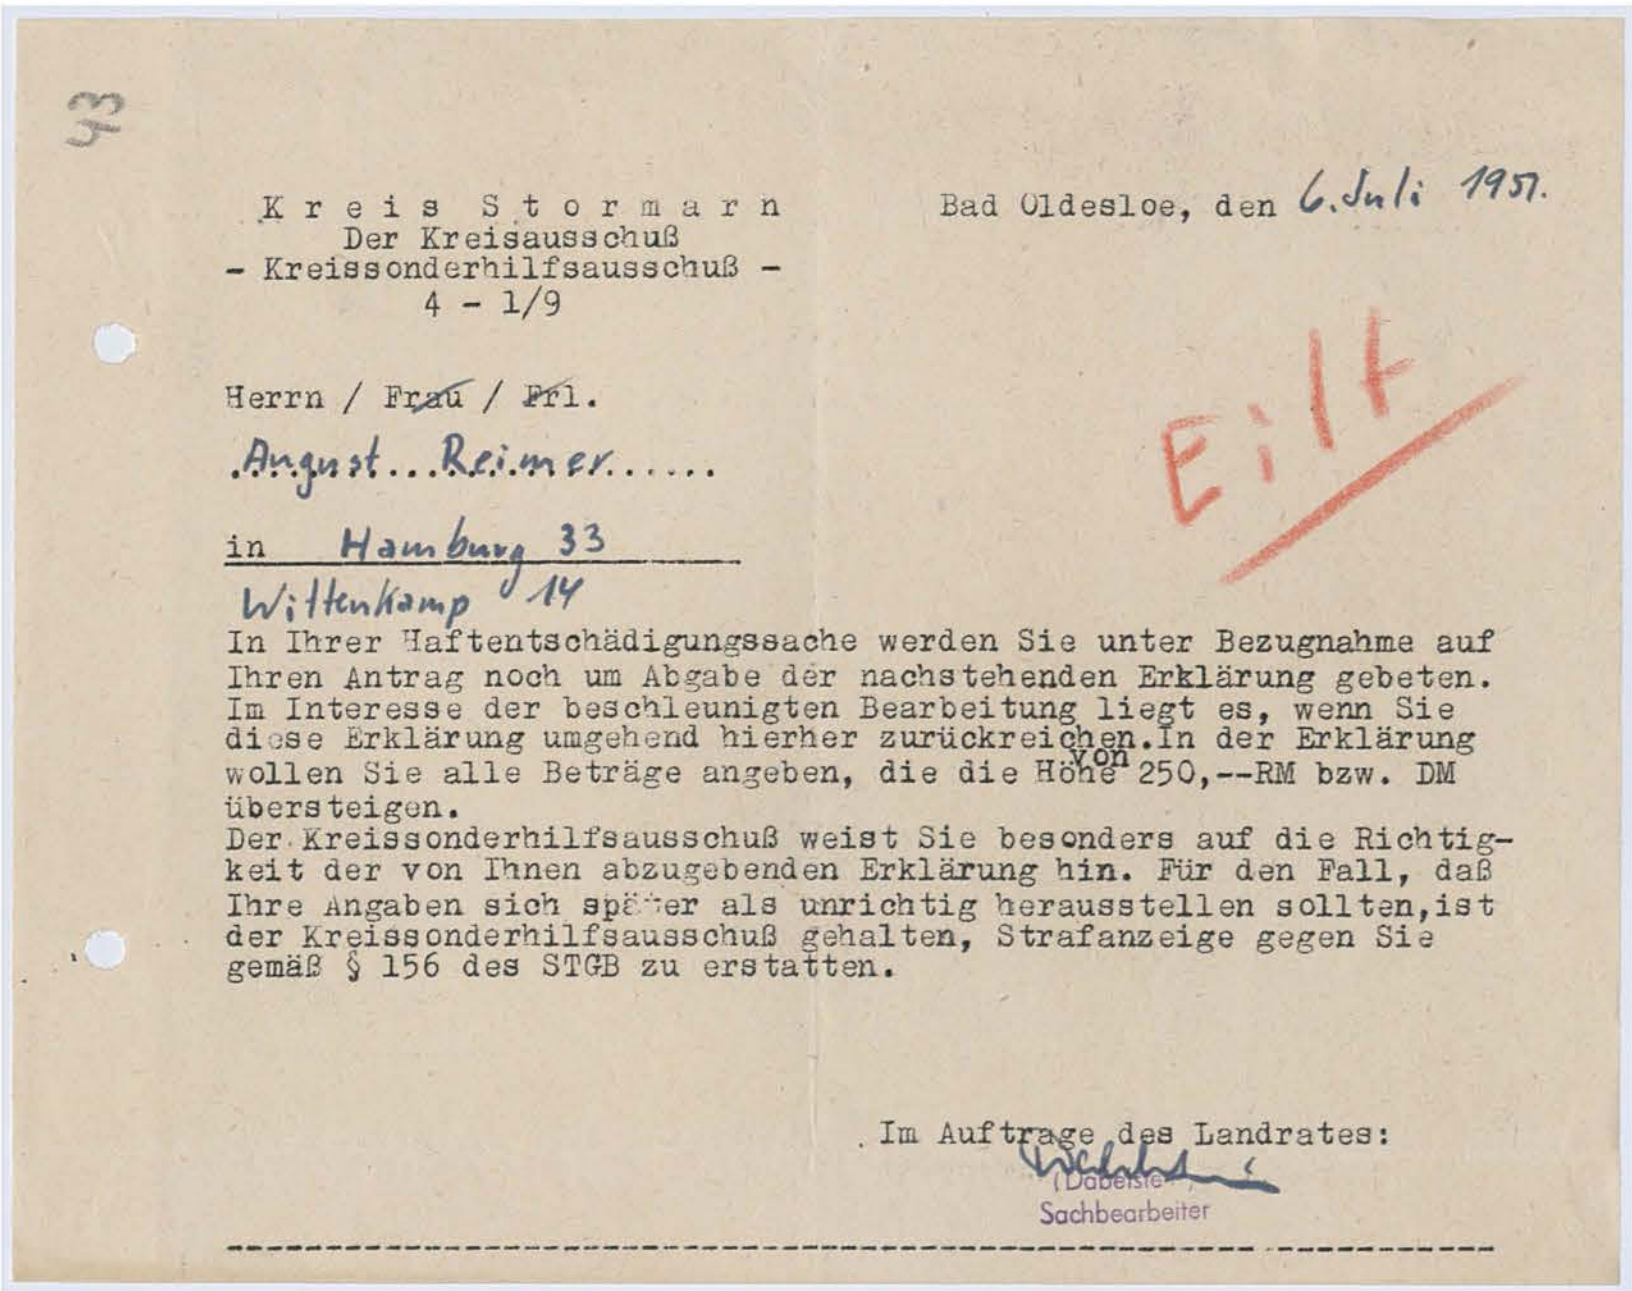 43
Kreis Stormarn
Der Kreisausschuß
- Kreissonderhilfsausschuß -
4 - 1/9
Bad Oldesloe, den 6. Juli 1951.
Eilt
Herrn / Frau / Frl.
August Reimer
in Hamburg 33
Wittenkamp 14
In Ihrer Haftentschädigungssache werden Sie unter Bezugnahme auf
Ihren Antrag noch um Abgabe der nachstehenden Erklärung gebeten.
Im Interesse der beschleunigten Bearbeitung liegt es, wenn Sie
diese Erklärung umgehend hierher zurückreichen.In der Erklärung
wollen Sie alle Beträge angeben, die die Höhe von 250,--RM bzw. DM
übersteigen.
Der Kreissonderhilfsausschuß weist Sie besonders auf die Richtig-
keit der von Ihnen abzugebenden Erklärung hin. Für den Fall, daß
Ihre Angaben sich später als unrichtig herausstellen sollten,ist
der Kreissonderhilfsausschuß gehalten, Strafanzeige gegen Sie
gemäß § 156 des STGB zu erstatten.
Im Auftrage des Landrates:
Sachbearbeiter